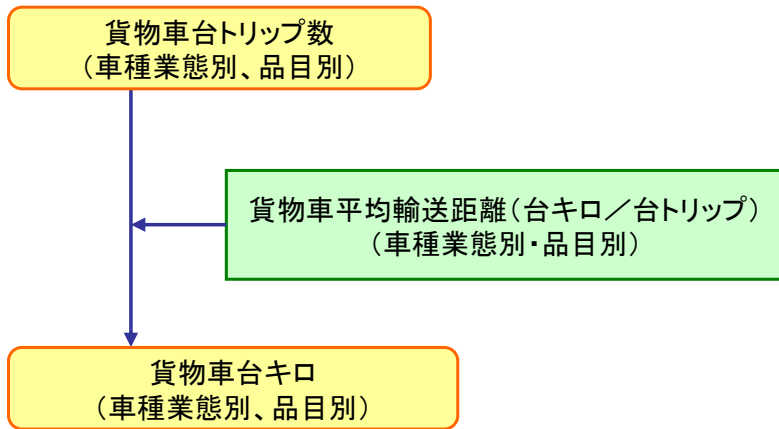 貨物車台トリップ数
（車種業態別、品目別）
貨物車平均輸送距離（台キロ／台トリップ）
（車種業態別・品目別）
貨物車台キロ
（車種業態別、品目別）